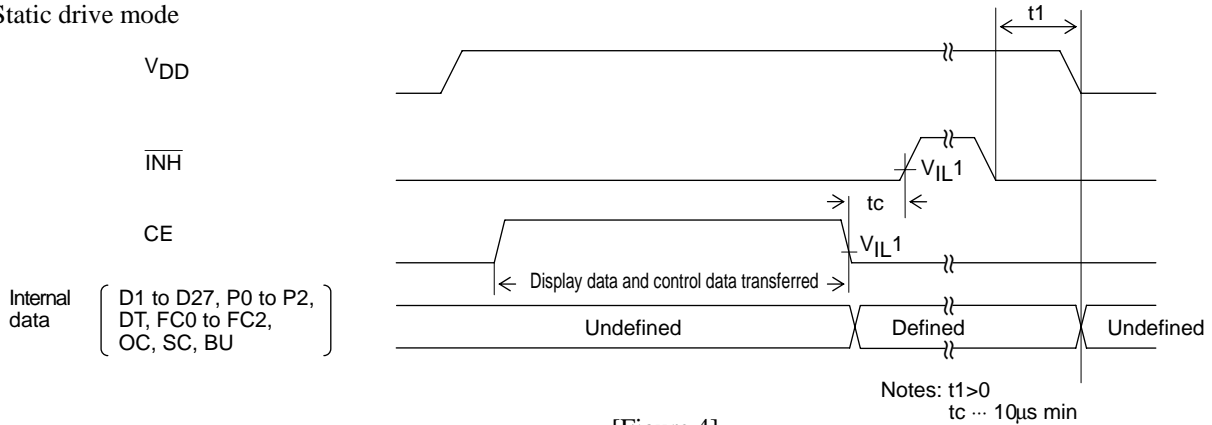 Static drive mode
t1
VDD
INH
VIL1
tc
CE
VIL1
Display data and control data transferred
Internal data
D1 to D27, P0 to P2,
DT, FC0 to FC2,
OC, SC, BU
Undefined
Defined
Undefined
Notes: t1>0
tc ··· 10μs min
[Figure 4]